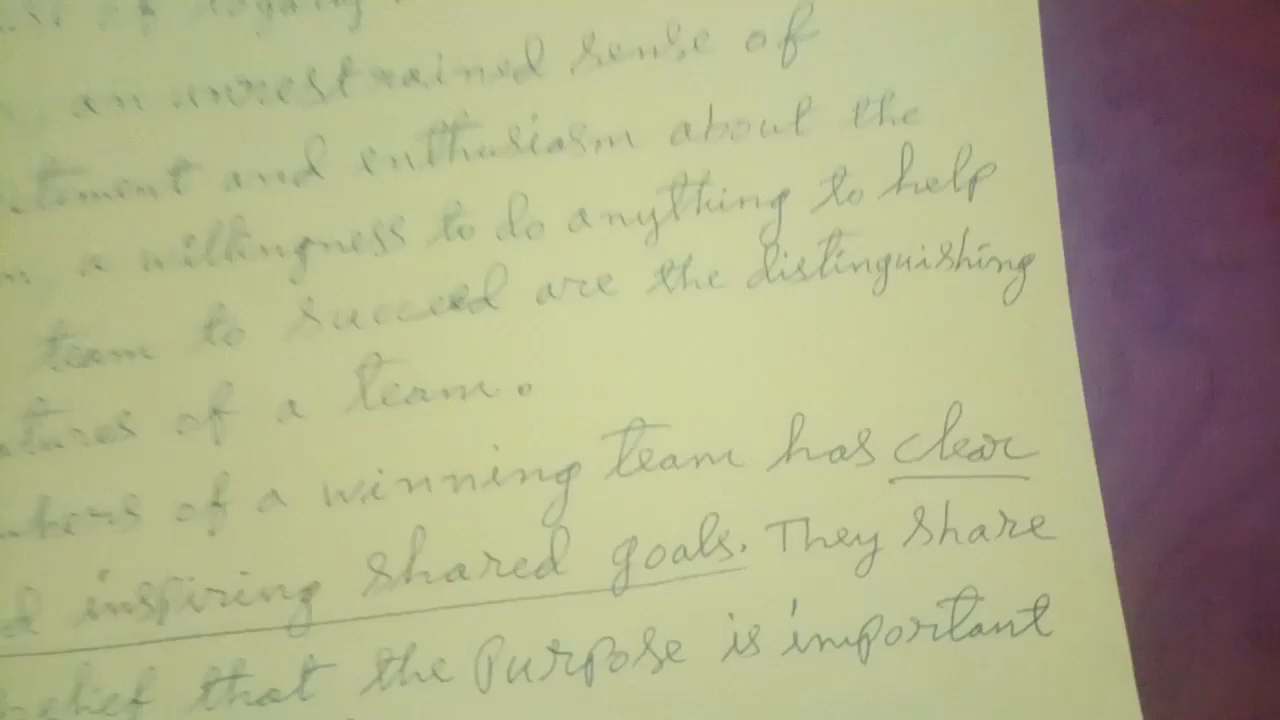 an unrestrained sense of
and enthusiasm about the
a willingness to do anything to help
team to succeed are the distinguishing
of a team.
of a winning team has clear
inspiring shared goals. They share
belief that the Purpose is important